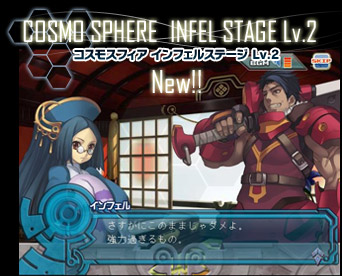 COSMO SPHERE INFEL STAGE Lv.2
コスモスフィア インフェルステージ Lv.2
New!!
BGM
SKIP
インフェル
さすがにこのままじゃダメよ。
強力過ぎるもの。